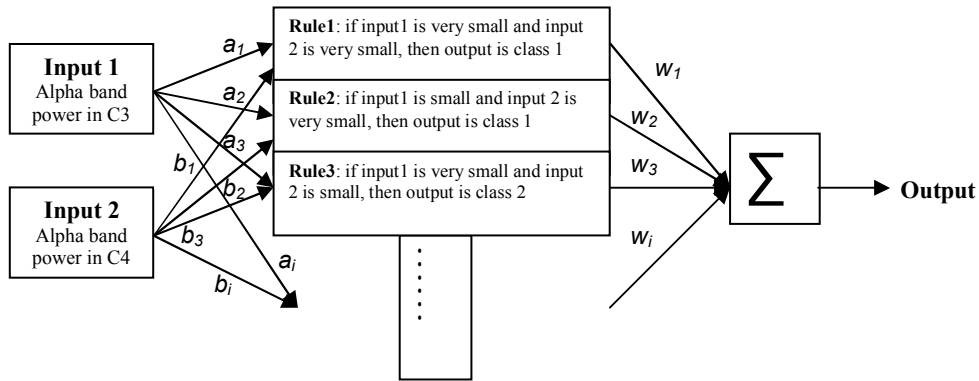 Input 1
Alpha band
power in C3
Input 2
Alpha band
power in C4
a1
a2
a3
b1
b2
b3
ai
bi
Rule1: if input1 is very small and input
2 is very small, then output is class 1
Rule2: if input1 is small and input 2 is
very small, then output is class 1
Rule3: if input1 is very small and input
2 is small, then output is class 2
w1
w2
w3
wi
∑
Output